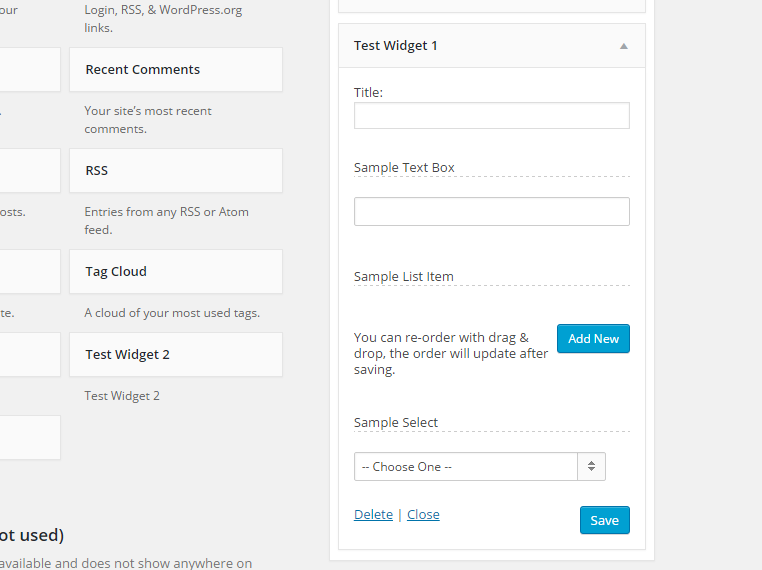 our
.
osts.
te.
ot used)
available and does not show anywhere on
Login, RSS, & WordPress.org
links.
Recent Comments
Your site's most recent
comments.
RSS
Entries from any RSS or Atom
feed.
Tag Cloud
A cloud of your most used tags.
Test Widget 2
Test Widget 2
Test Widget 1
Title:
Sample Text Box
Sample List Item
You can re-order with drag &
drop, the order will update after
saving.
Add New
Sample Select
-- Choose One --
Delete | Close
Save